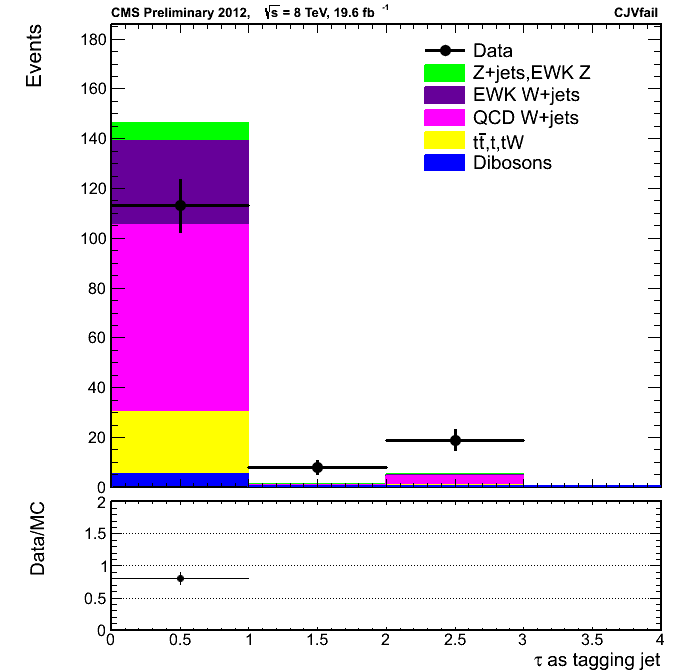 CMS Preliminary 2012, √s = 8 TeV, 19.6 fb⁻¹ CJVfail
Events
180
160
140
120
100
80
60
40
20
0
Data
Z+jets,EWK Z
EWK W+jets
QCD W+jets
tt̄,t,tW
Dibosons
Data/MC
2
1.5
1
0.5
0
0 0.5 1 1.5 2 2.5 3 3.5 4
τ as tagging jet